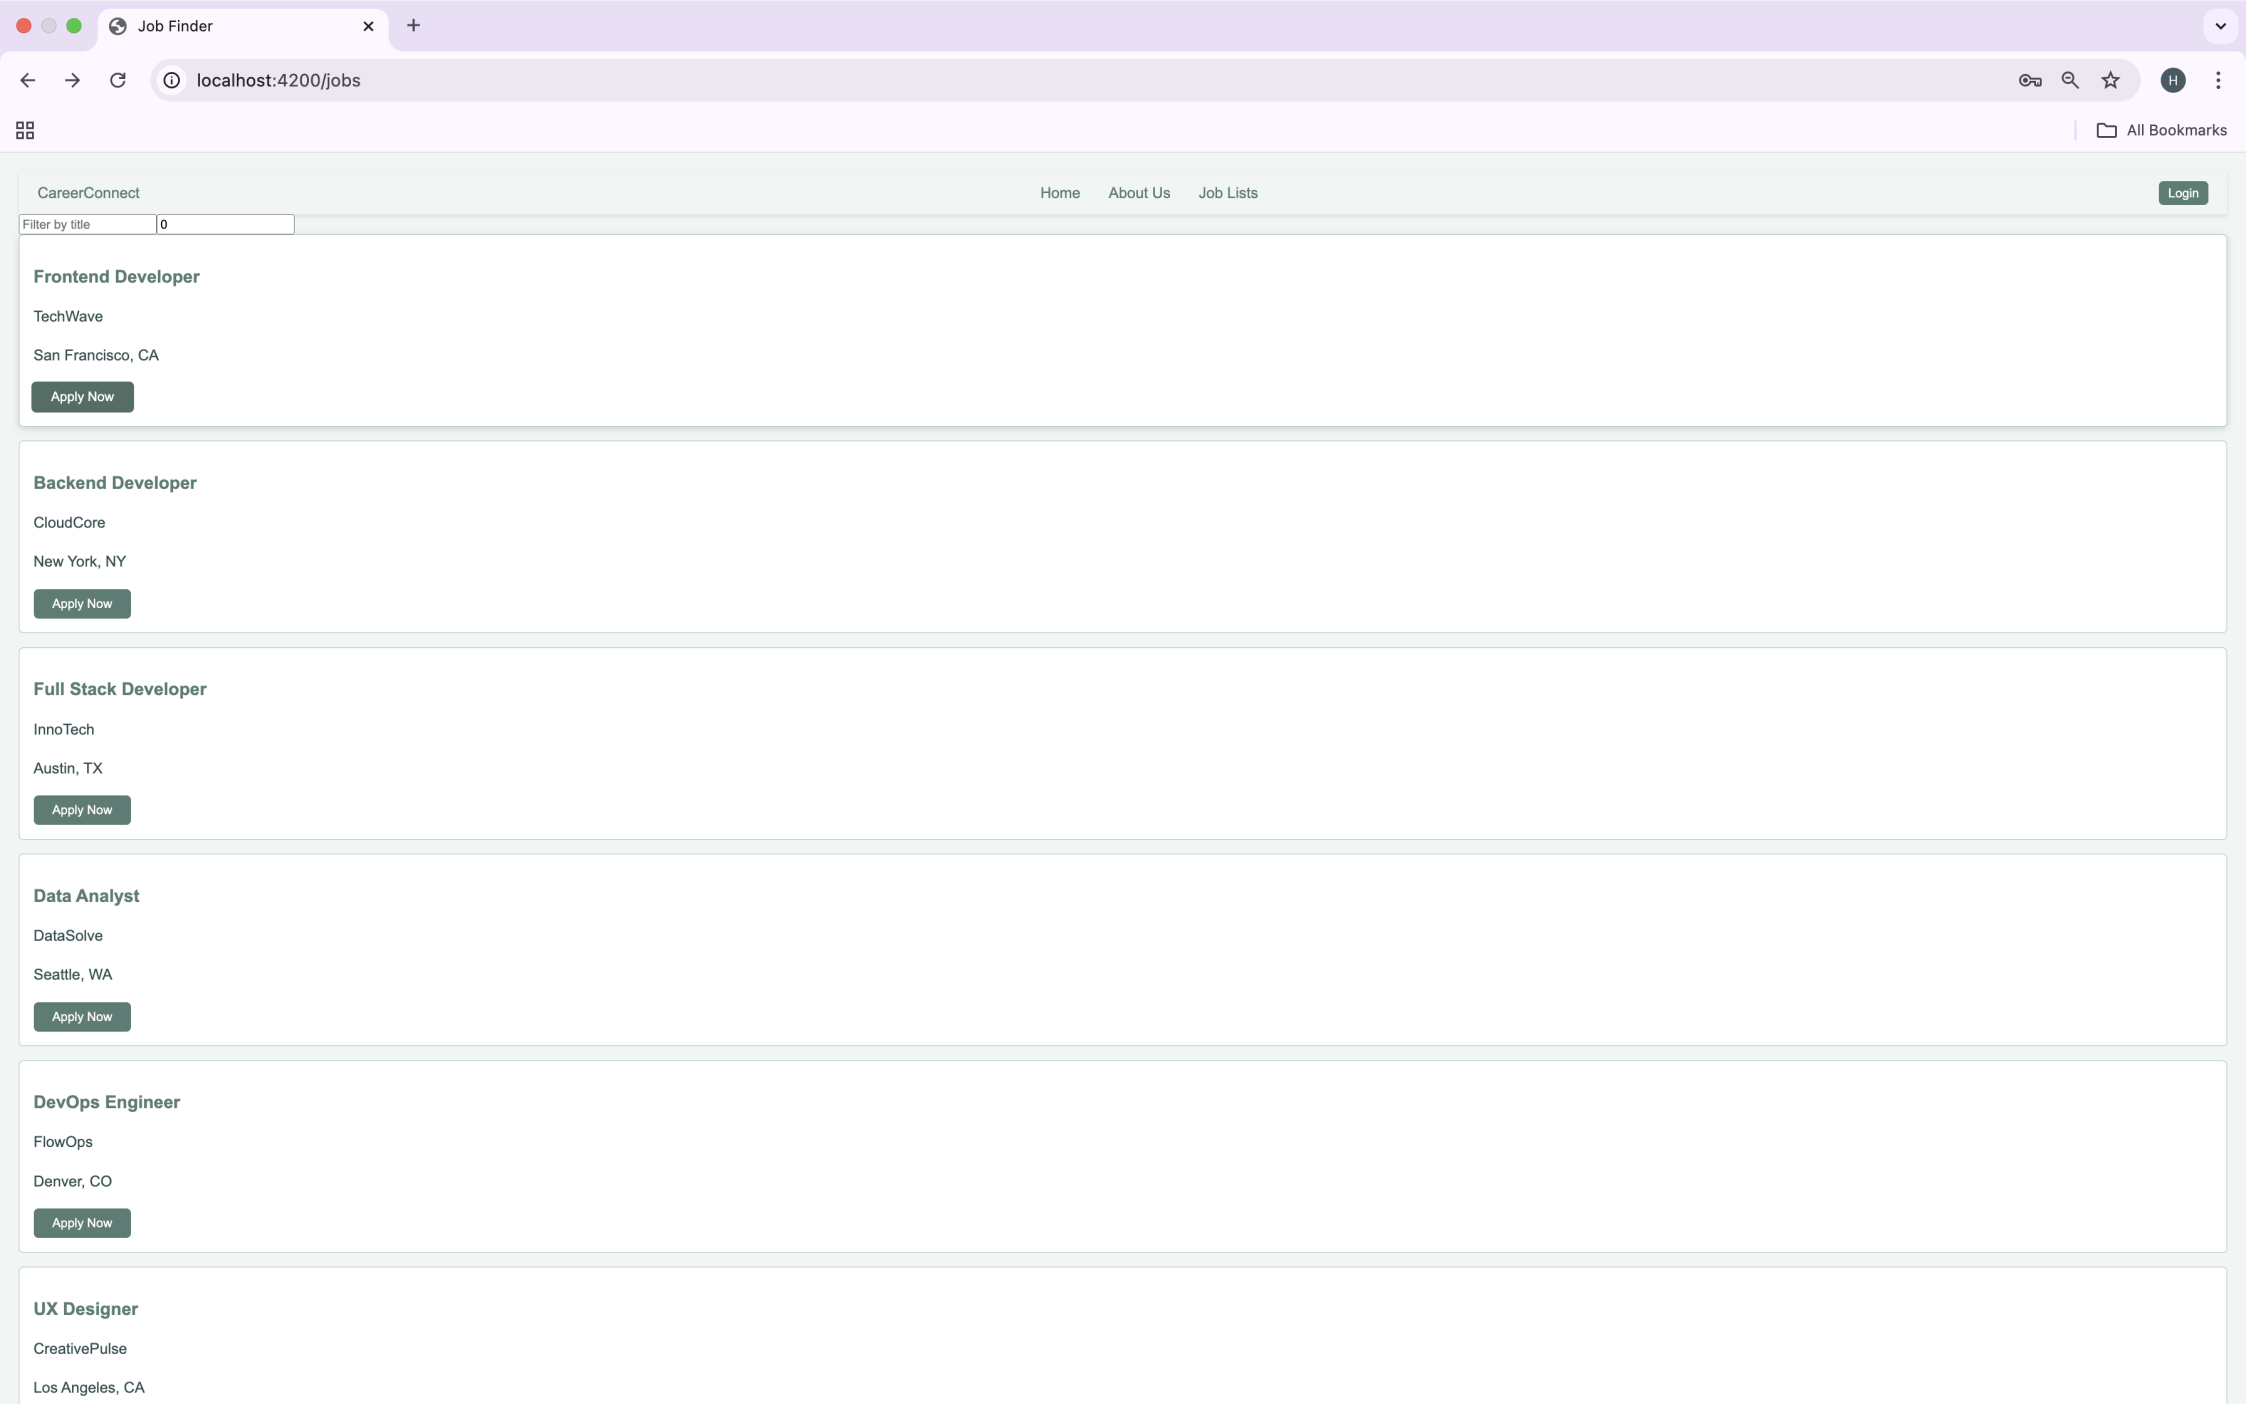 Job Finder
localhost:4200/jobs
H
All Bookmarks
CareerConnect Home About Us Job Lists Login
Filter by title 0
Frontend Developer
TechWave
San Francisco, CA
Apply Now
Backend Developer
CloudCore
New York, NY
Apply Now
Full Stack Developer
InnoTech
Austin, TX
Apply Now
Data Analyst
DataSolve
Seattle, WA
Apply Now
DevOps Engineer
FlowOps
Denver, CO
Apply Now
UX Designer
CreativePulse
Los Angeles, CA